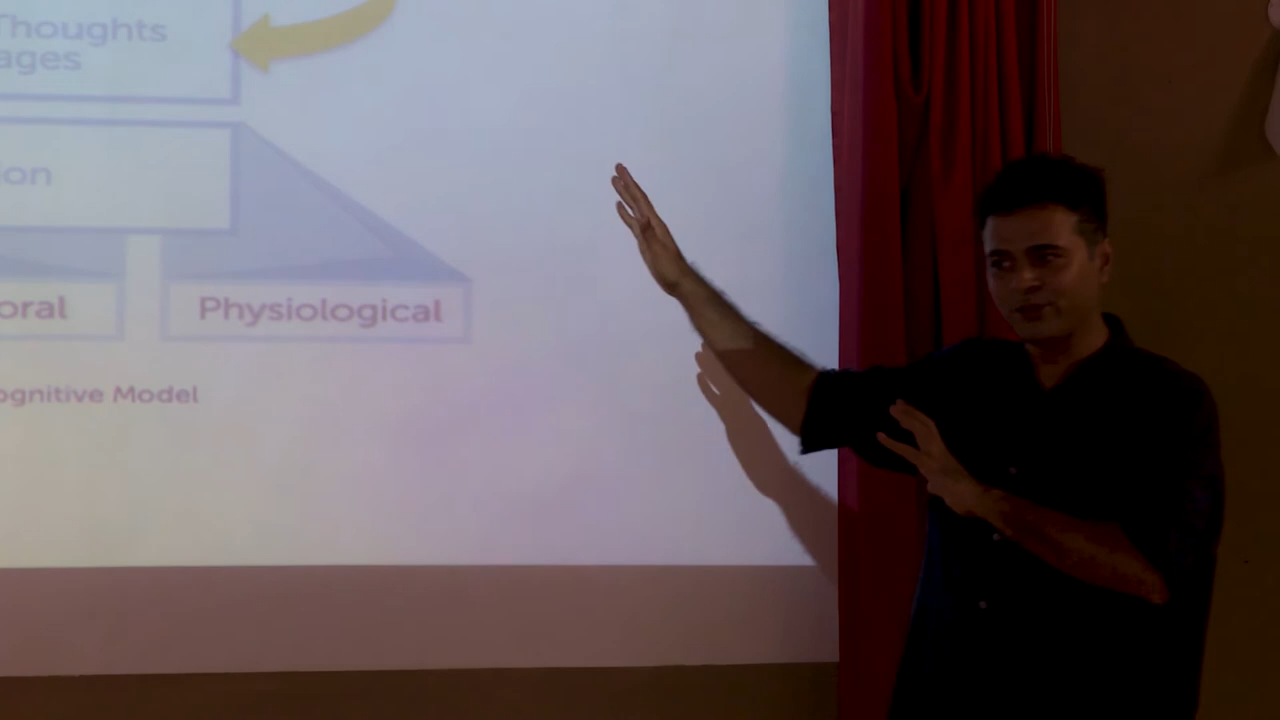 Thoughts
ages
ion
oral
Physiological
ognitive Model